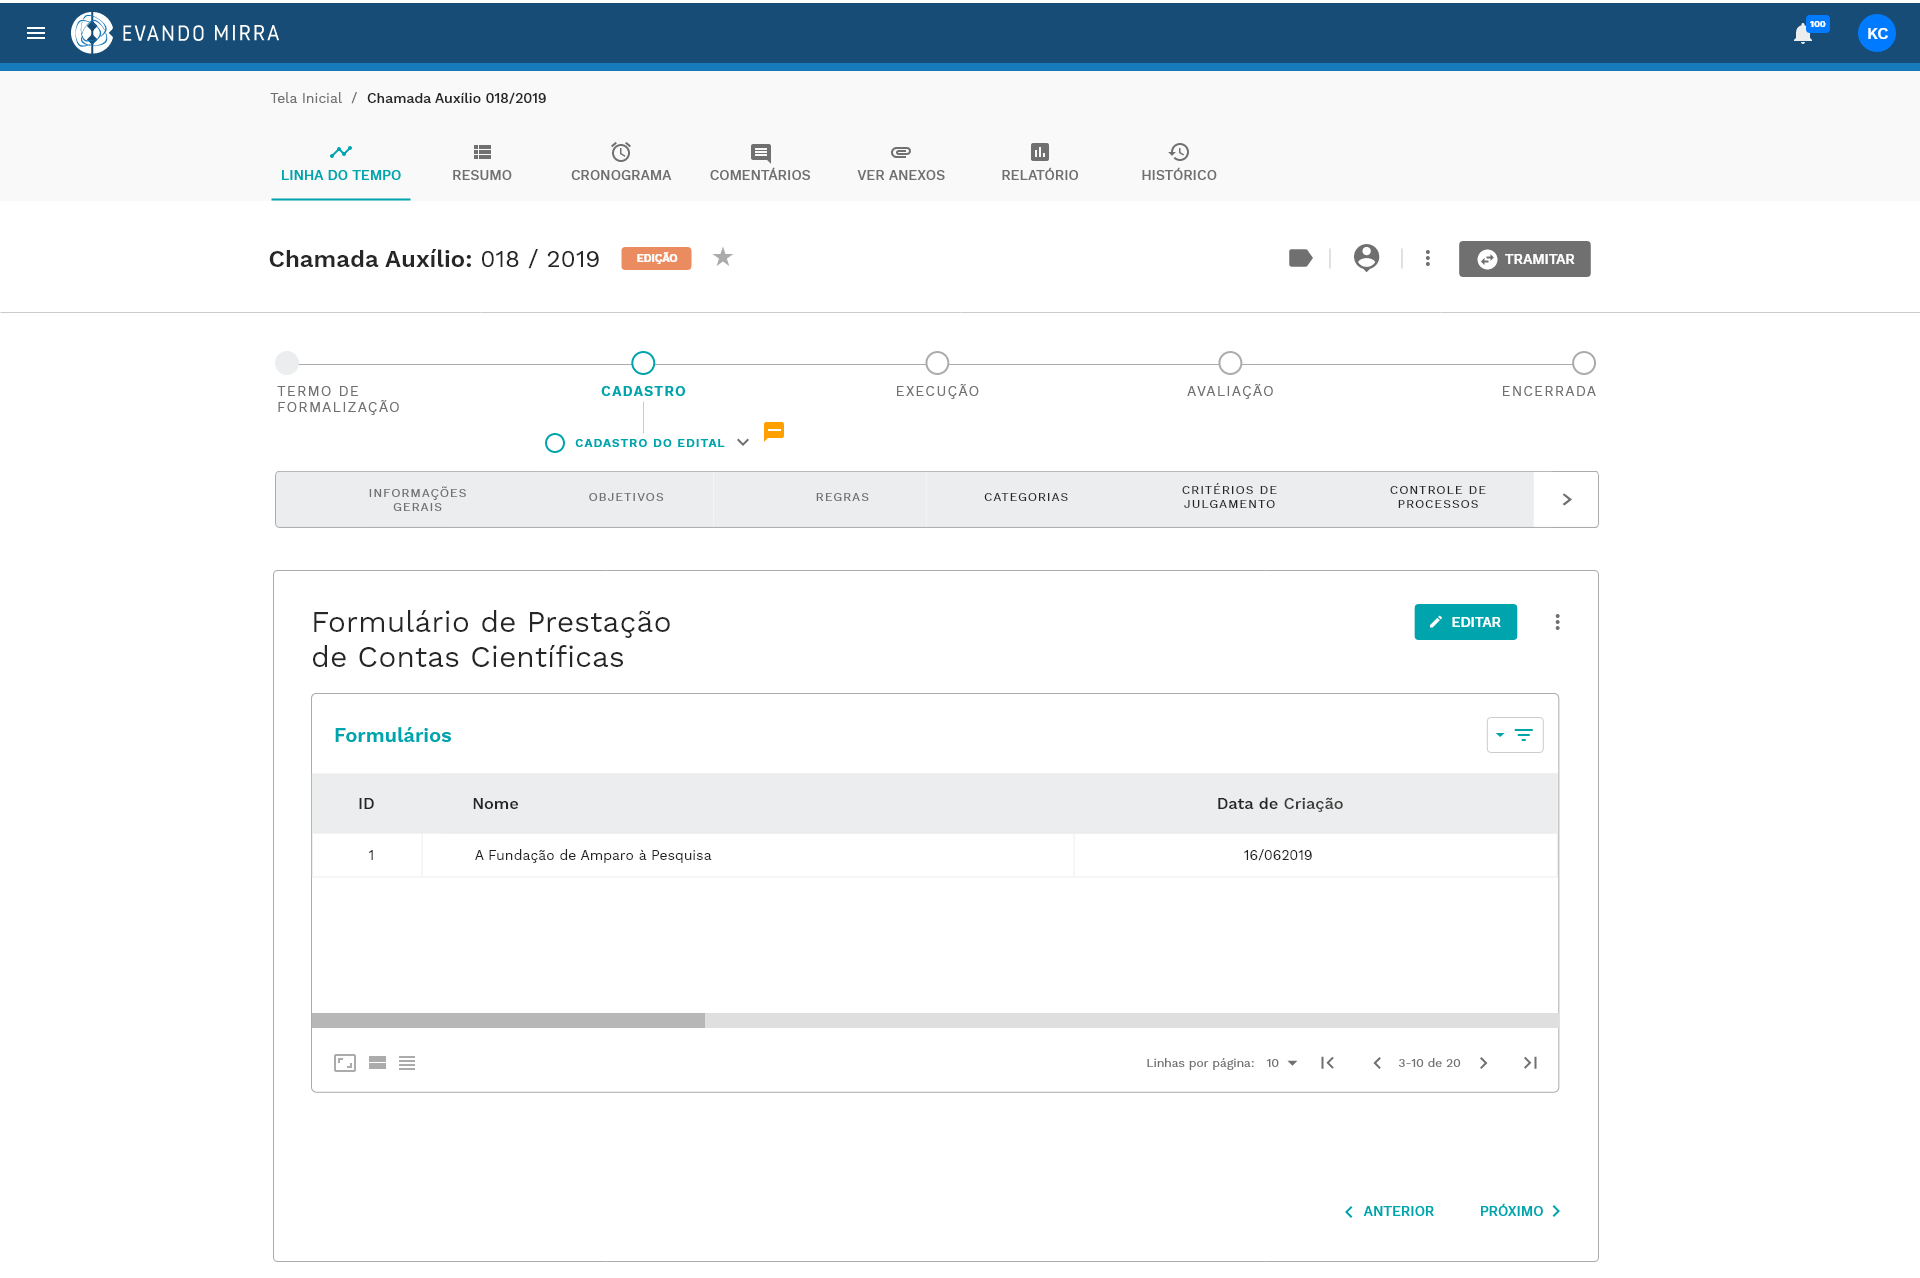 EVANDO MIRRA
100
KC
Tela Inicial / Chamada Auxílio 018/2019
LINHA DO TEMPO
RESUMO
CRONOGRAMA
COMENTÁRIOS
VER ANEXOS
RELATÓRIO
HISTÓRICO
Chamada Auxílio: 018 / 2019
EDIÇÃO
TRAMITAR
TERMO DE
FORMALIZAÇÃO
CADASTRO
EXECUÇÃO
AVALIAÇÃO
ENCERRADA
CADASTRO DO EDITAL
INFORMAÇÕES
GERAIS
OBJETIVOS
REGRAS
CATEGORIAS
CRITÉRIOS DE
JULGAMENTO
CONTROLE DE
PROCESSOS
Formulário de Prestação
de Contas Científicas
EDITAR
Formulários
ID
Nome
Data de Criação
1
A Fundação de Amparo à Pesquisa
16/062019
Linhas por página: 10
3-10 de 20
ANTERIOR
PRÓXIMO